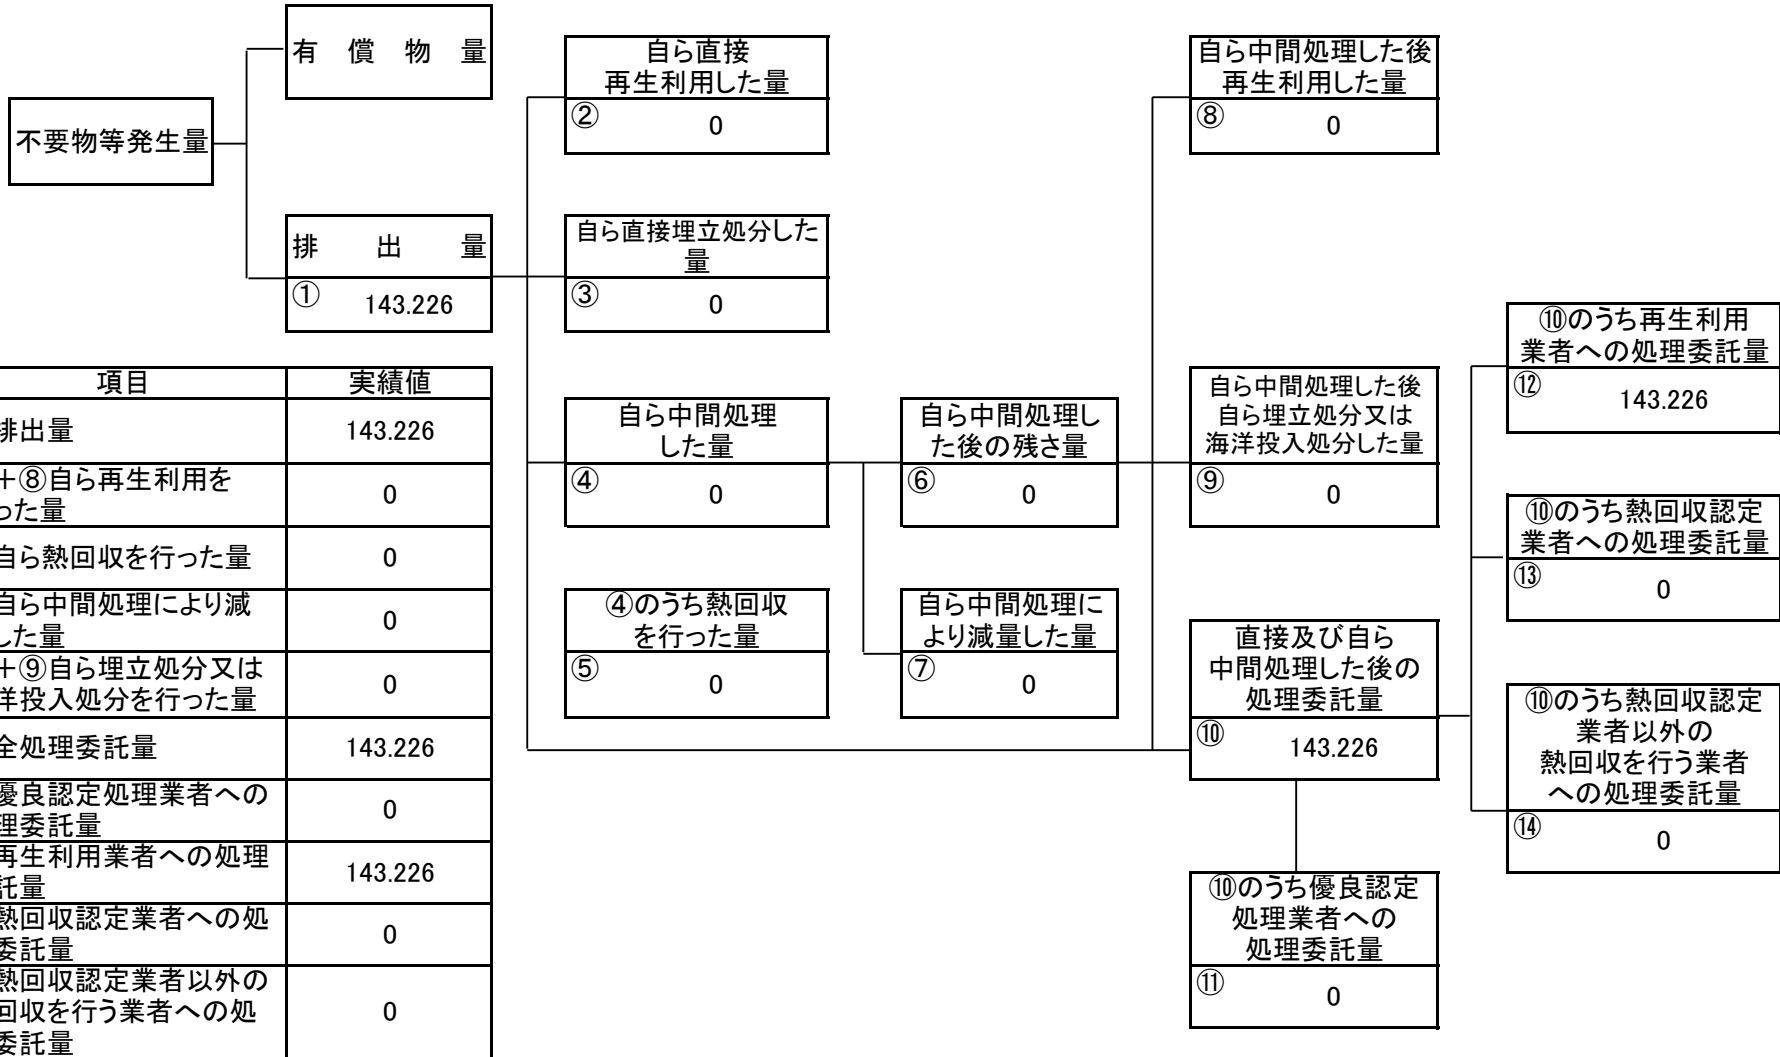 有償物量
不要物等発生量
排出量
① 143.226
自ら直接
再生利用した量
② 0
自ら直接埋立処分した
量
③ 0
自ら中間処理
した量
④ 0
④のうち熱回収
を行った量
⑤ 0
自ら中間処理し
た後の残さ量
⑥ 0
自ら中間処理に
より減量した量
⑦ 0
自ら中間処理した後
再生利用した量
⑧ 0
自ら中間処理した後
自ら埋立処分又は
海洋投入処分した量
⑨ 0
直接及び自ら
中間処理した後の
処理委託量
⑩ 143.226
⑩のうち優良認定
処理業者への
処理委託量
⑪ 0
⑩のうち再生利用
業者への処理委託量
⑫ 143.226
⑩のうち熱回収認定
業者への処理委託量
⑬ 0
⑩のうち熱回収認定
業者以外の
熱回収を行う業者
への処理委託量
⑭ 0
項目 実績値
排出量 143.226
+⑧自ら再生利用を
った量 0
自ら熱回収を行った量 0
自ら中間処理により減
した量 0
+⑨自ら埋立処分又は
洋投入処分を行った量 0
全処理委託量 143.226
優良認定処理業者への
理委託量 0
再生利用業者への処理
託量 143.226
熱回収認定業者への処
委託量 0
熱回収認定業者以外の
回収を行う業者への処
委託量 0